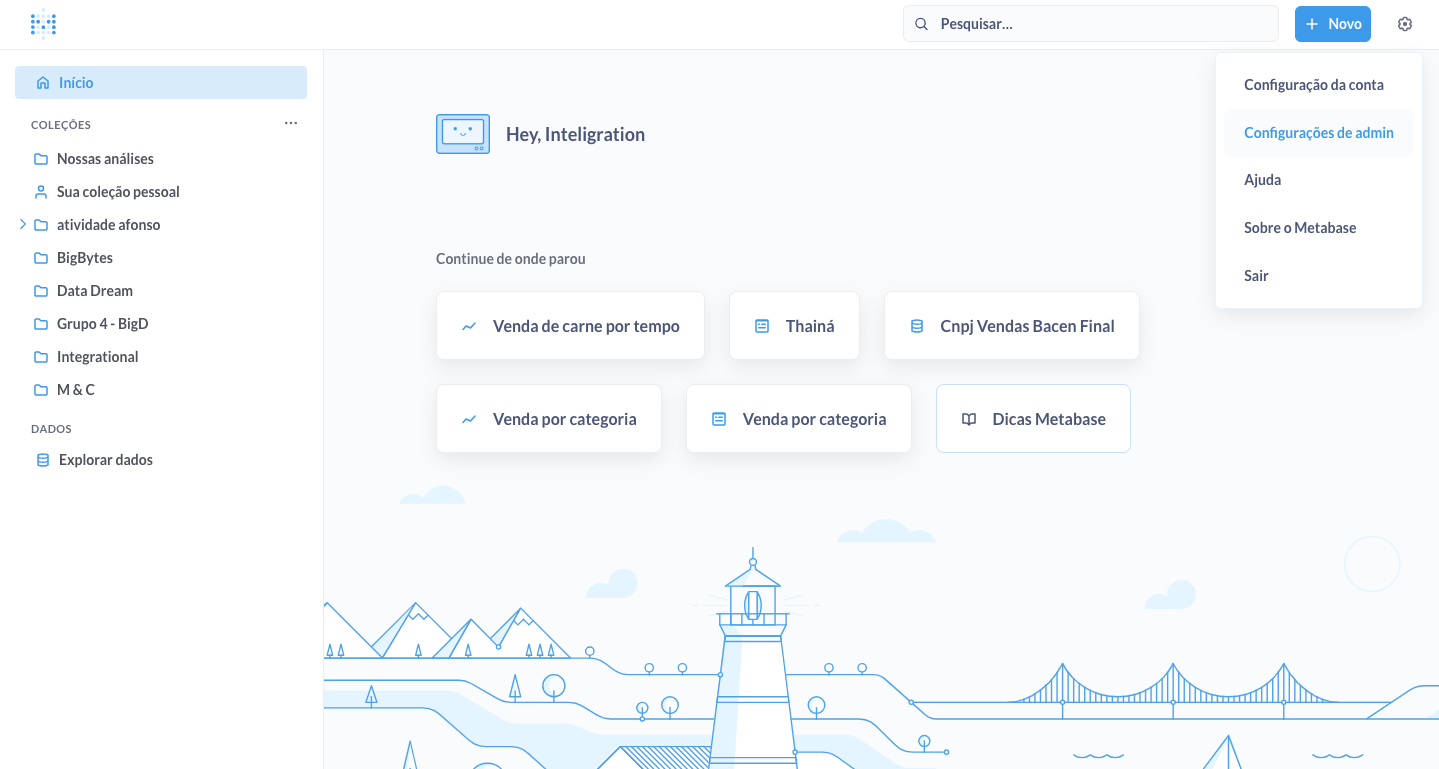 Pesquisar...
Novo
Início
COLEÇÕES
Nossas análises
Sua coleção pessoal
atividade afonso
BigBytes
Data Dream
Grupo 4 - BigD
Integrational
M & C
DADOS
Explorar dados
Configuração da conta
Configurações de admin
Ajuda
Sobre o Metabase
Sair
Hey, Inteligration
Continue de onde parou
Venda de carne por tempo
Thainá
Cnpj Vendas Bacen Final
Venda por categoria
Venda por categoria
Dicas Metabase